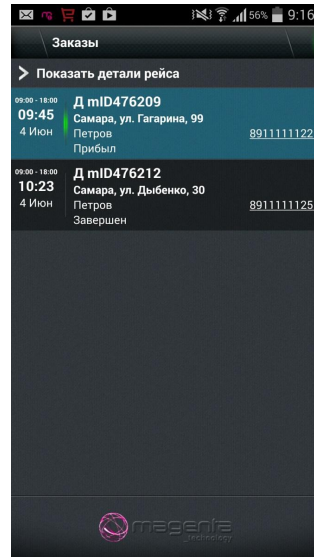 56% 9:16
Заказы
Показать детали рейса
09:00 - 18:00
Д mID476209
09:45
Самара, ул. Гагарина, 99
4 Июн
Петров
8911111122
Прибыл
09:00 - 18:00
Д mID476212
10:23
Самара, ул. Дыбенко, 30
4 Июн
Петров
8911111125
Завершен
magenta
technology